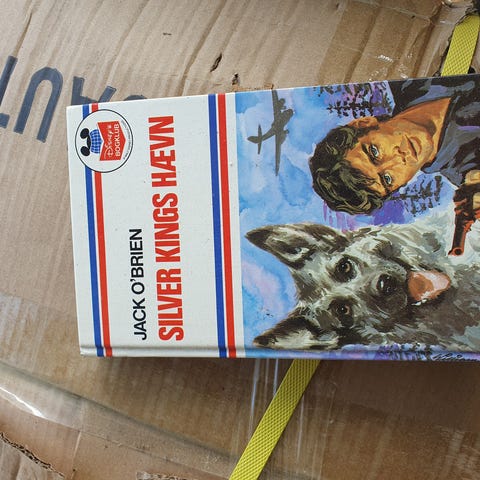 Disney's
BOGKLUB
JACK O'BRIEN
SILVER KINGS HÆVN